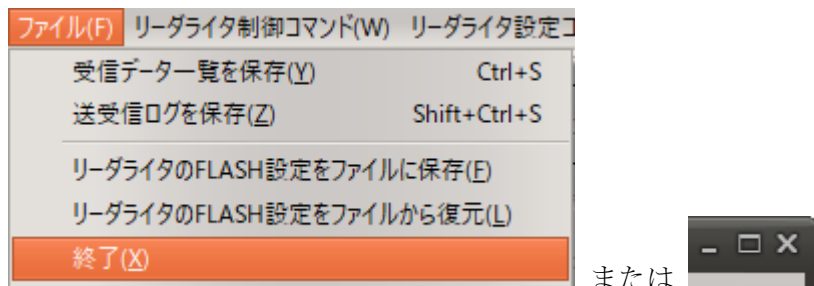 ファイル(F) リーダライタ制御コマンド(W) リーダライタ設定コ
受信データ一覧を保存(Y) Ctrl+S
送受信ログを保存(Z) Shift+Ctrl+S
リーダライタのFLASH設定をファイルに保存(F)
リーダライタのFLASH設定をファイルから復元(L)
終了(X)
または